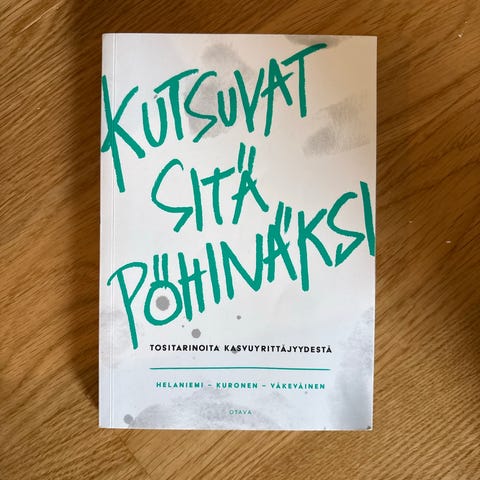 KUTSUVAT
SITÄ
PÖHINÄKSI
TOSITARINOITA KASVUYRITTÄJYYDESTÄ
HELANIEMI – KURONEN – VÄKEVÄINEN
OTAVA